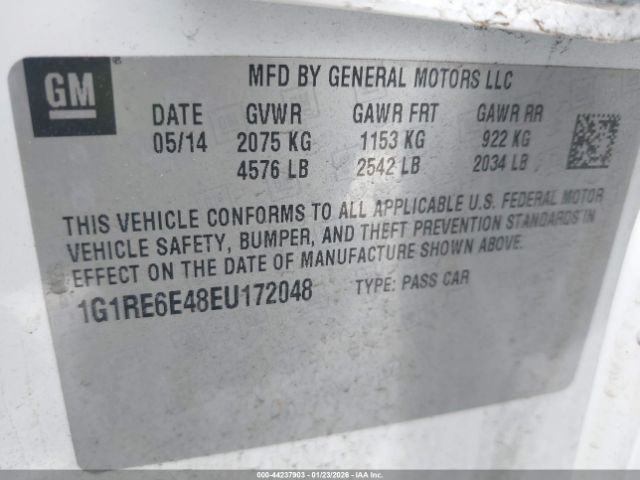 GM
MFD BY GENERAL MOTORS LLC
DATE GVWR GAWR FRT GAWR RR
05/14 2075 KG 1153 KG 922 KG
4576 LB 2542 LB 2034 LB
THIS VEHICLE CONFORMS TO ALL APPLICABLE U.S. FEDERAL MOTOR
VEHICLE SAFETY, BUMPER, AND THEFT PREVENTION STANDARDS IN
EFFECT ON THE DATE OF MANUFACTURE SHOWN ABOVE.
1G1RE6E48EU172048 TYPE: PASS CAR
000-44237903 - 01/23/2026 - IAA Inc.